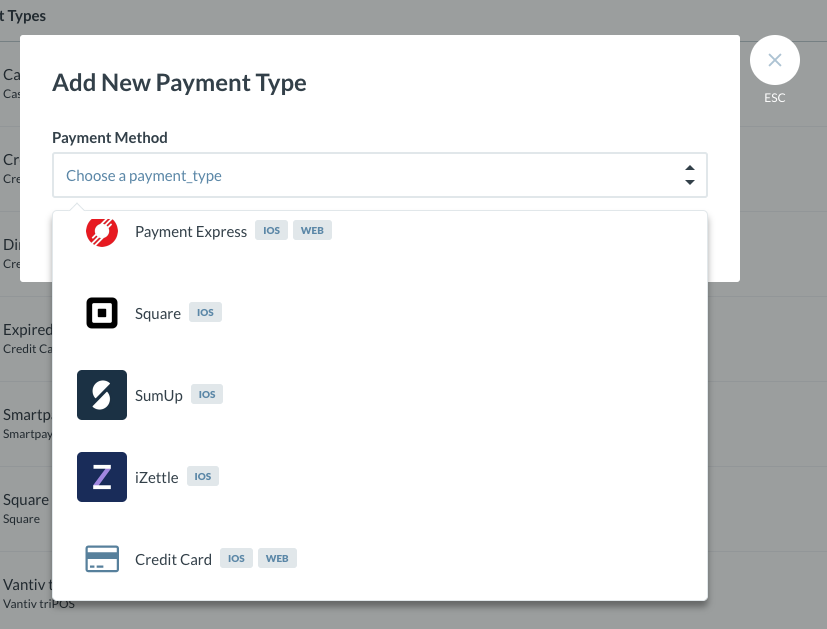 t Types
Add New Payment Type
ESC
Payment Method
Choose a payment_type
Payment Express IOS WEB
Square IOS
SumUp IOS
iZettle IOS
Credit Card IOS WEB
Ca
Cas
Cr
Cre
Di
Cre
Expired
Credit Ca
Smartp
Smartpay
Square
Square
Vantiv t
Vantiv triPOS